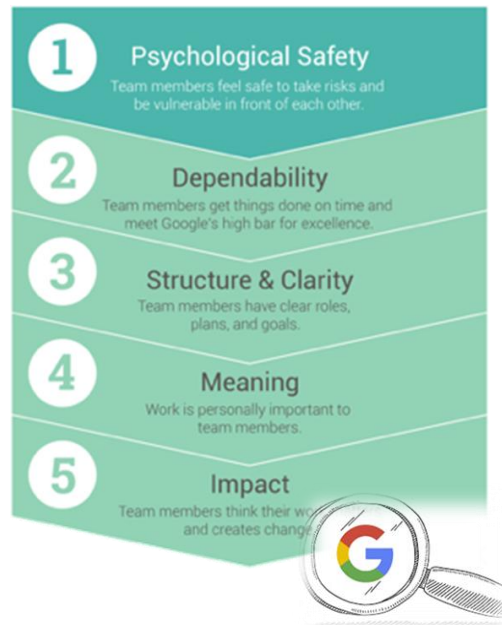 1
Psychological Safety
Team members feel safe to take risks and
be vulnerable in front of each other.
2
Dependability
Team members get things done on time and
meet Google's high bar for excellence.
3
Structure & Clarity
Team members have clear roles,
plans, and goals.
4
Meaning
Work is personally important to
team members.
5
Impact
Team members think their
and creates change
G